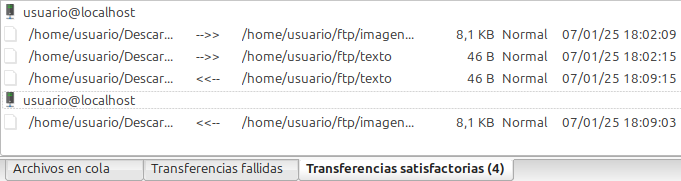 usuario@localhost
/home/usuario/Descar... -->> /home/usuario/ftp/imagen... 8,1 KB Normal 07/01/25 18:02:09
/home/usuario/Descar... -->> /home/usuario/ftp/texto 46 B Normal 07/01/25 18:02:15
/home/usuario/Descar... <<-- /home/usuario/ftp/texto 46 B Normal 07/01/25 18:09:15
usuario@localhost
/home/usuario/Descar... <<-- /home/usuario/ftp/imagen... 8,1 KB Normal 07/01/25 18:09:03
Archivos en cola Transferencias fallidas Transferencias satisfactorias (4)